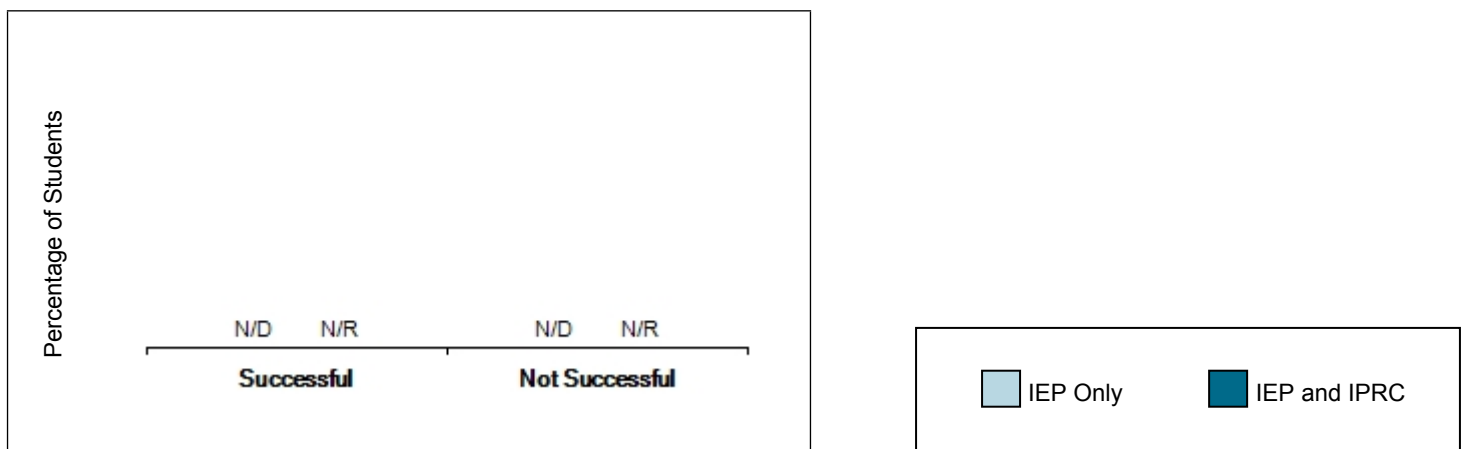 Percentage of Students
N/D N/R N/D N/R
Successful Not Successful
IEP Only IEP and IPRC